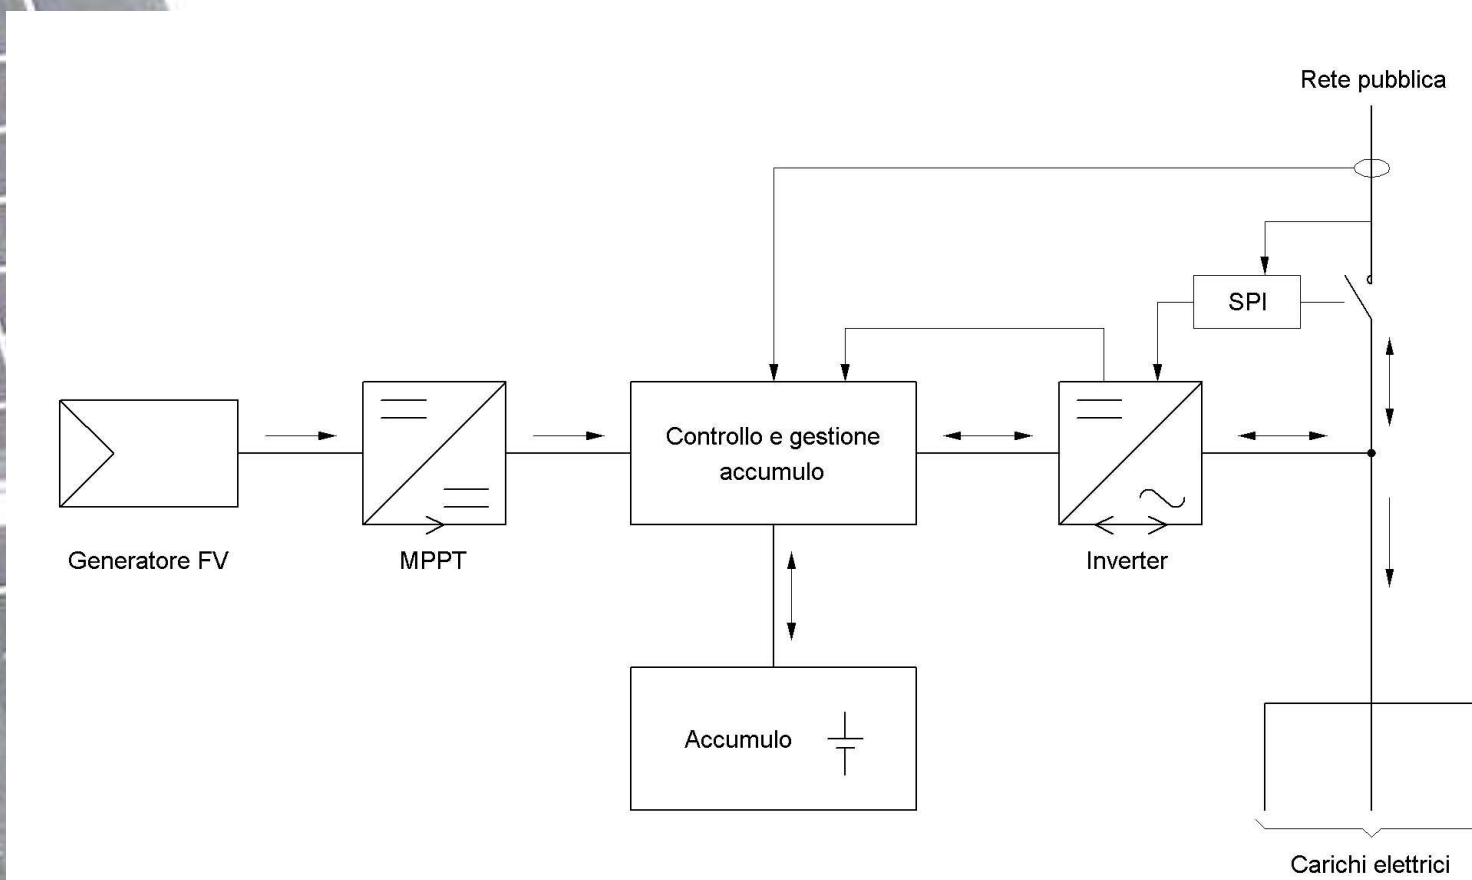 Rete pubblica
SPI
Controllo e gestione
accumulo
Generatore FV
MPPT
Inverter
Accumulo
Carichi elettrici